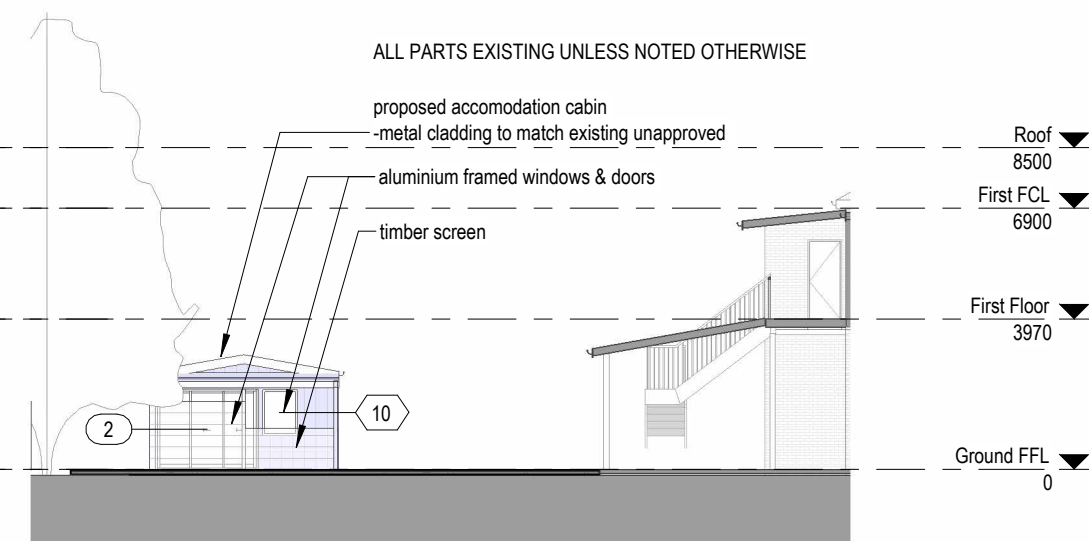 ALL PARTS EXISTING UNLESS NOTED OTHERWISE
proposed accomodation cabin
-metal cladding to match existing unapproved
aluminium framed windows & doors
timber screen
Roof
8500
First FCL
6900
First Floor
3970
2
10
Ground FFL
0